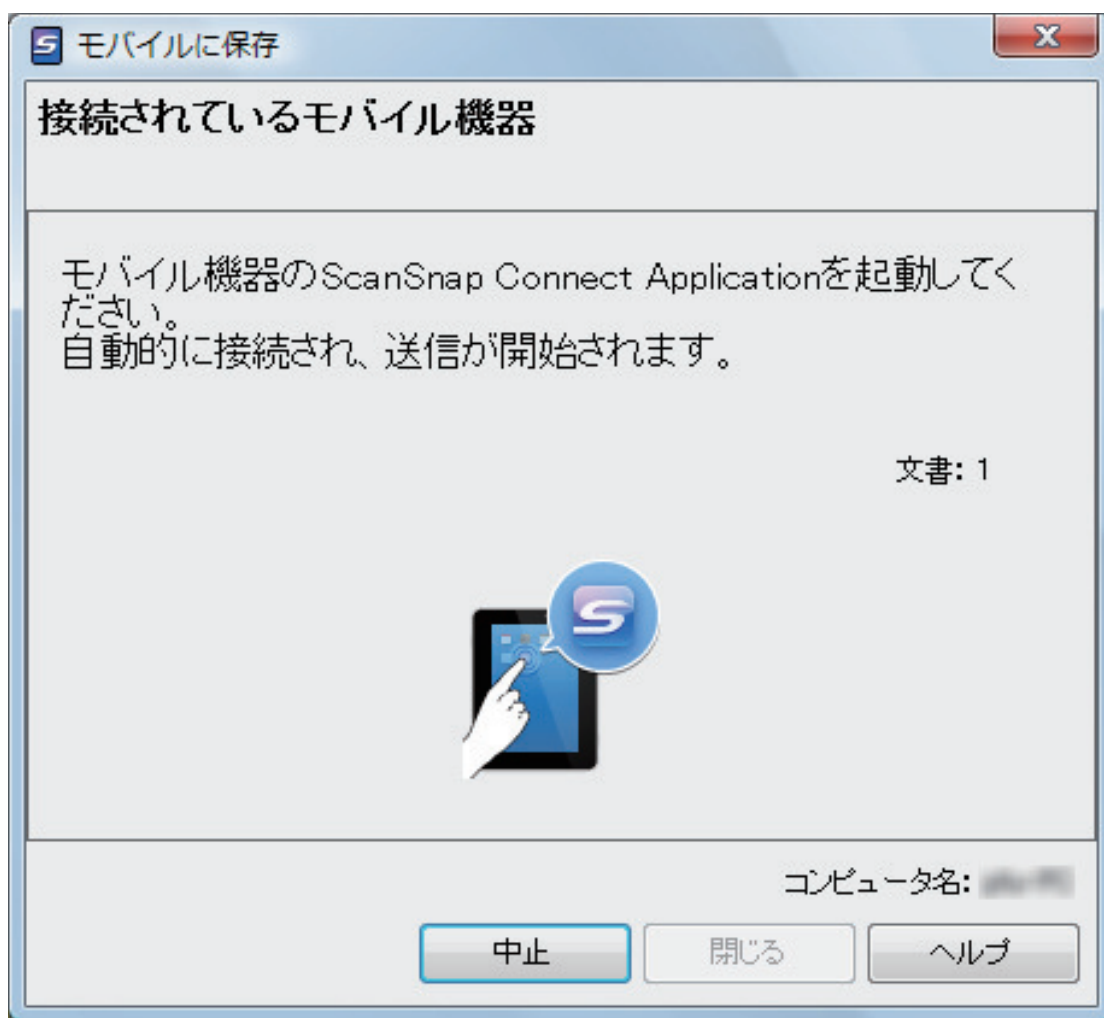 モバイルに保存
接続されているモバイル機器
モバイル機器のScanSnap Connect Applicationを起動してく
ださい。
自動的に接続され、送信が開始されます。
文書: 1
コンピュータ名:
中止
閉じる
ヘルプ